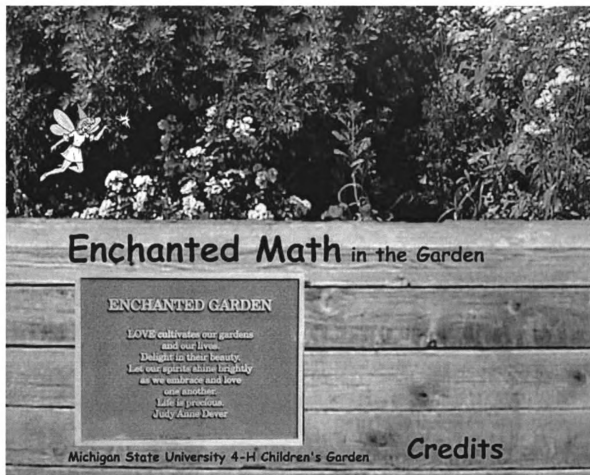 Enchanted Math in the Garden
ENCHANTED GARDEN
LOVE cultivates our gardens
and our lives.
Delight in their beauty.
Let our spirits shine brightly
as we embrace and love
one another.
Life is precious.
Judy Anne Dever
Michigan State University 4-H Children's Garden
Credits